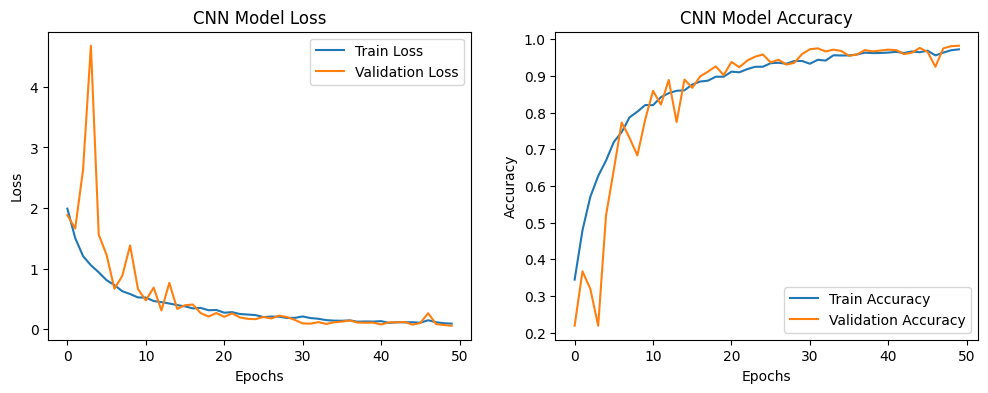 CNN Model Loss
Train Loss
Validation Loss
Loss
4
3
2
1
0
0
10
20
30
40
50
Epochs
CNN Model Accuracy
Accuracy
1.0
0.9
0.8
0.7
0.6
0.5
0.4
0.3
0.2
Train Accuracy
Validation Accuracy
0
10
20
30
40
50
Epochs